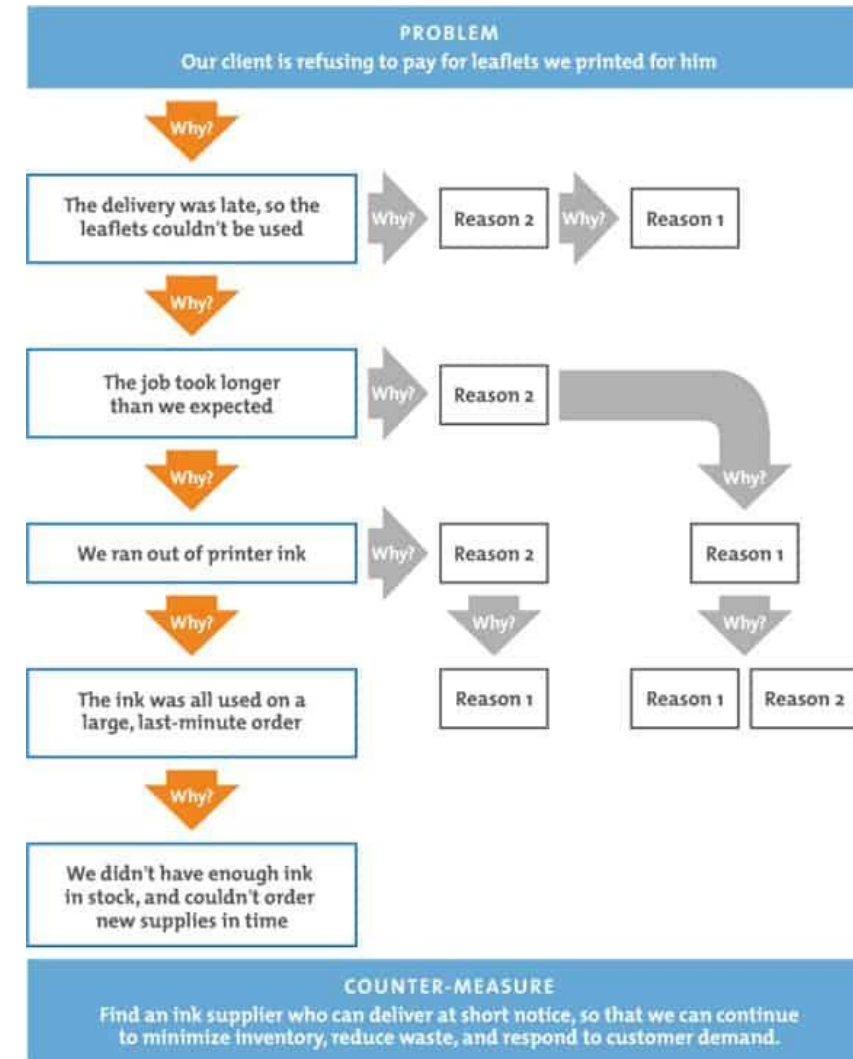 PROBLEM
Our client is refusing to pay for leaflets we printed for him
Why?
The delivery was late, so the
leaflets couldn't be used
Why?
Reason 2
Why?
Reason 1
Why?
The job took longer
than we expected
Why?
Reason 2
Why?
Why?
We ran out of printer ink
Why?
Reason 2
Reason 1
Why?
Why?
Why?
The ink was all used on a
large, last-minute order
Reason 1
Reason 1
Reason 2
Why?
We didn't have enough ink
in stock, and couldn't order
new supplies in time
COUNTER-MEASURE
Find an ink supplier who can deliver at short notice, so that we can continue
to minimize inventory, reduce waste, and respond to customer demand.